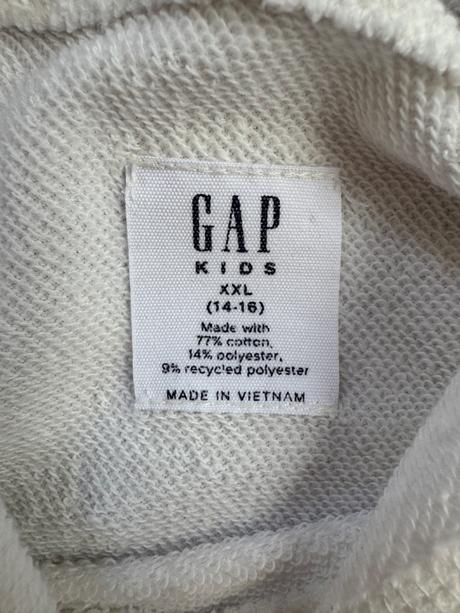 GAP
KIDS
XXL
(14-16)
Made with
77% cotton,
14% polyester,
9% recycled polyester
MADE IN VIETNAM